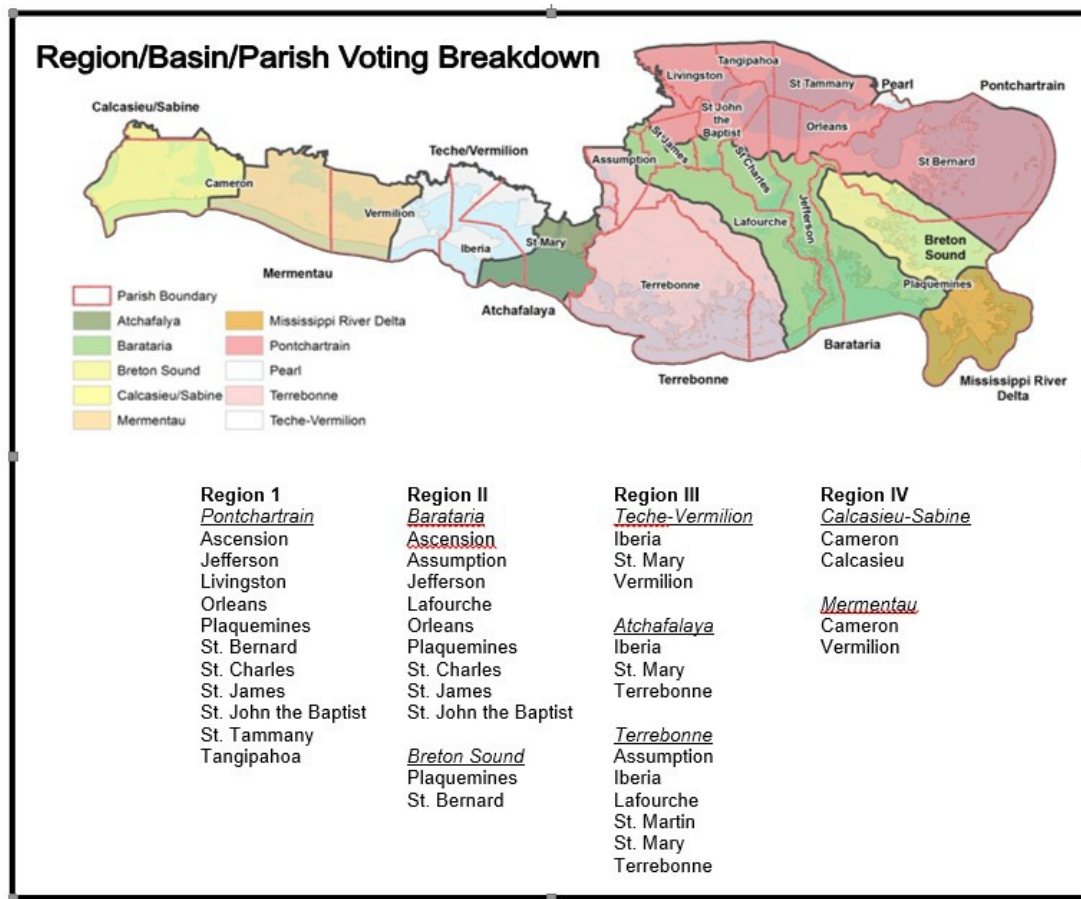 Region/Basin/Parish Voting Breakdown
Calcasieu/Sabine
Cameron
Mermentau
Vermilion
Teche/Vermilion
Iberia
St Mary
Atchafalaya
Assumption
Terrebonne
Terrebonne
Livingston
Tangipahoa
St Tammany
Pearl
Pontchartrain
St John
the
Baptist
Orleans
St James
St Charles
St Bernard
Lafourche
Jefferson
Breton
Sound
Plaquemines
Barataria
Mississippi River
Delta
Parish Boundary
Atchafalya
Barataria
Breton Sound
Calcasieu/Sabine
Mermentau
Mississippi River Delta
Pontchartrain
Pearl
Terrebonne
Teche-Vermilion
Region 1
Pontchartrain
Ascension
Jefferson
Livingston
Orleans
Plaquemines
St. Bernard
St. Charles
St. James
St. John the Baptist
St. Tammany
Tangipahoa
Region II
Barataria
Ascension
Assumption
Jefferson
Lafourche
Orleans
Plaquemines
St. Charles
St. James
St. John the Baptist
Breton Sound
Plaquemines
St. Bernard
Region III
Teche-Vermilion
Iberia
St. Mary
Vermilion
Atchafalaya
Iberia
St. Mary
Terrebonne
Terrebonne
Assumption
Iberia
Lafourche
St. Martin
St. Mary
Terrebonne
Region IV
Calcasieu-Sabine
Cameron
Calcasieu
Mermentau
Cameron
Vermilion